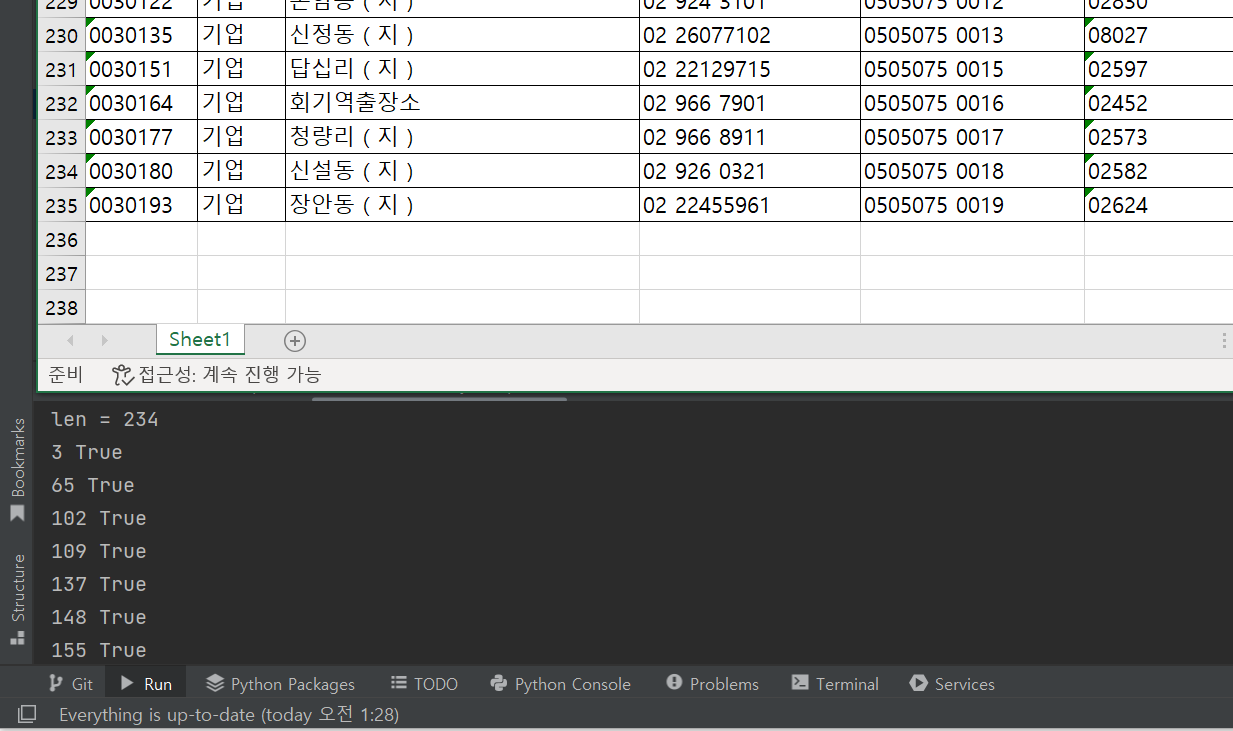 229 0030122 기업 02 924 3101 0505075 0012 02830
230 0030135 기업 신정동 ( 지 ) 02 26077102 0505075 0013 08027
231 0030151 기업 답십리 ( 지 ) 02 22129715 0505075 0015 02597
232 0030164 기업 회기역출장소 02 966 7901 0505075 0016 02452
233 0030177 기업 청량리 ( 지 ) 02 966 8911 0505075 0017 02573
234 0030180 기업 신설동 ( 지 ) 02 926 0321 0505075 0018 02582
235 0030193 기업 장안동 ( 지 ) 02 22455961 0505075 0019 02624
236
237
238
Sheet1
준비 접근성: 계속 진행 가능
len = 234
3 True
65 True
102 True
109 True
137 True
148 True
155 True
Bookmarks
Structure
Git Run Python Packages TODO Python Console Problems Terminal Services
Everything is up-to-date (today 오전 1:28)